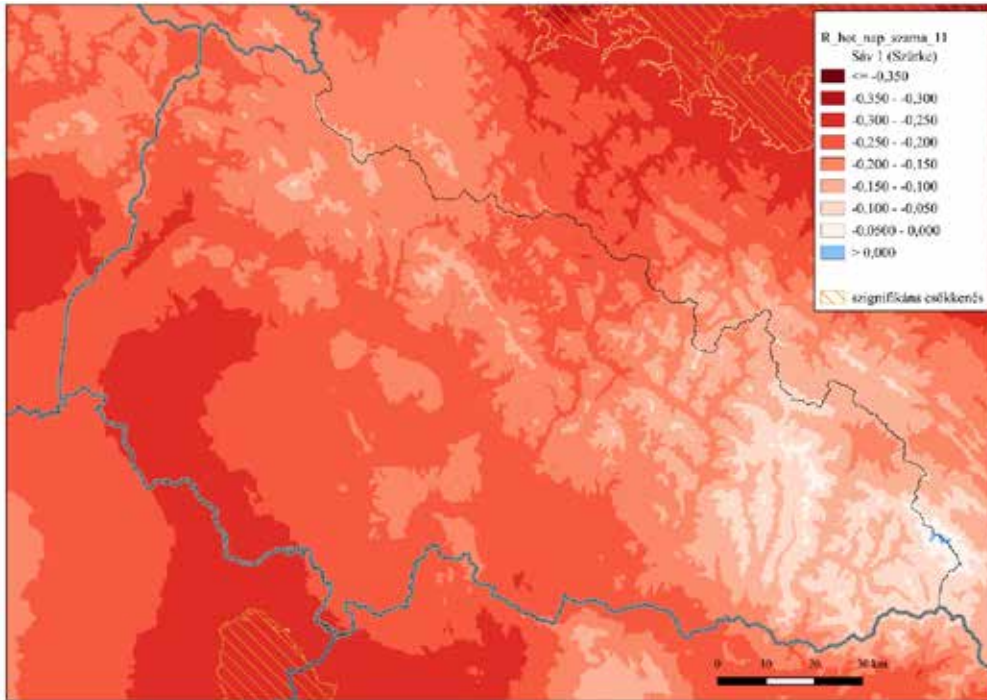 R_hot_nap_szama_11
Sáv 1 (Szürke)
<= -0,350
-0,350 - -0,300
-0,300 - -0,250
-0,250 - -0,200
-0,200 - -0,150
-0,150 - -0,100
-0,100 - -0,050
-0,0500 - 0,000
> 0,000
szignifikáns csökkenés
0 10 20 30 km